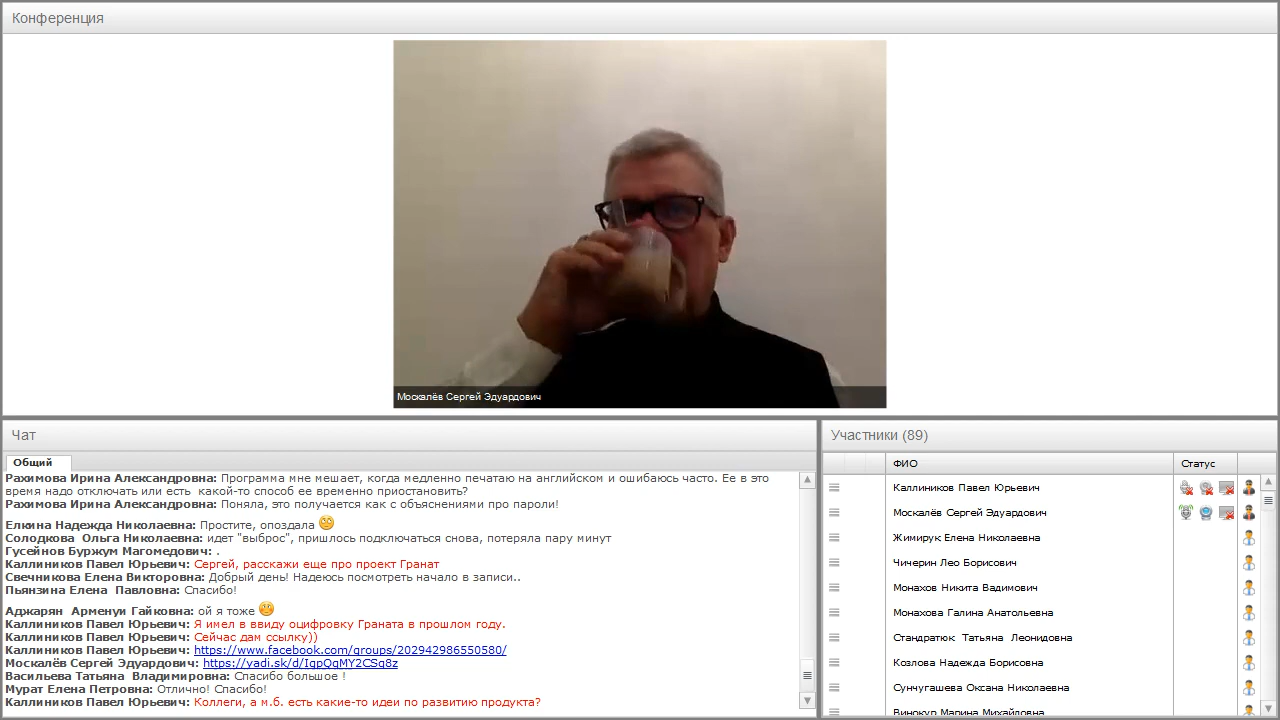 Конференция
Москалёв Сергей Эдуардович
Чат
Общий
Рахимова Ирина Александровна: Программа мне мешает, когда медленно печатаю на английском и ошибаюсь часто. Ее в это
время надо отключать или есть какой-то способ ее временно приостановить?
Рахимова Ирина Александровна: Поняла, это получается как с объяснениями про пароли!
Елкина Надежда Николаевна: Простите, опоздала
Солодкова Ольга Николаевна: идет "выброс", пришлось подключаться снова, потеряла пару минут
Гусейнов Буржум Магомедович: .
Каллиников Павел Юрьевич: Сергей, расскажи еще про проект Гранат
Свечникова Елена Викторовна: Добрый день! Надеюсь посмотреть начало в записи..
Пьянзина Елена Павловна: Спасибо!
Аджарян Арменуи Гайковна: ой я тоже
Каллиников Павел Юрьевич: Я имел в ввиду оцифровку Граната в прошлом году.
Каллиников Павел Юрьевич: Сейчас дам ссылку))
Каллиников Павел Юрьевич: https://www.facebook.com/groups/202942986550580/
Москалёв Сергей Эдуардович: https://yadi.sk/d/1qpQqMY2CSq8z
Васильева Татьяна Владимировна: Спасибо большое !
Мурат Елена Петровна: Отлично! Спасибо!
Каллиников Павел Юрьевич: Коллеги, а м.б. есть какие-то идеи по развитию продукта?
Участники (89)
ФИО Статус
Каллиников Павел Юрьевич
Москалёв Сергей Эдуардович
Жимирук Елена Николаевна
Чичерин Лео Борисович
Монахов Никита Вадимович
Монахова Галина Анатольевна
Стандратюк Татьяна Леонидовна
Козлова Надежда Борисовна
Сунчугашева Оксана Николаевна
Винокур Марина Михайловна